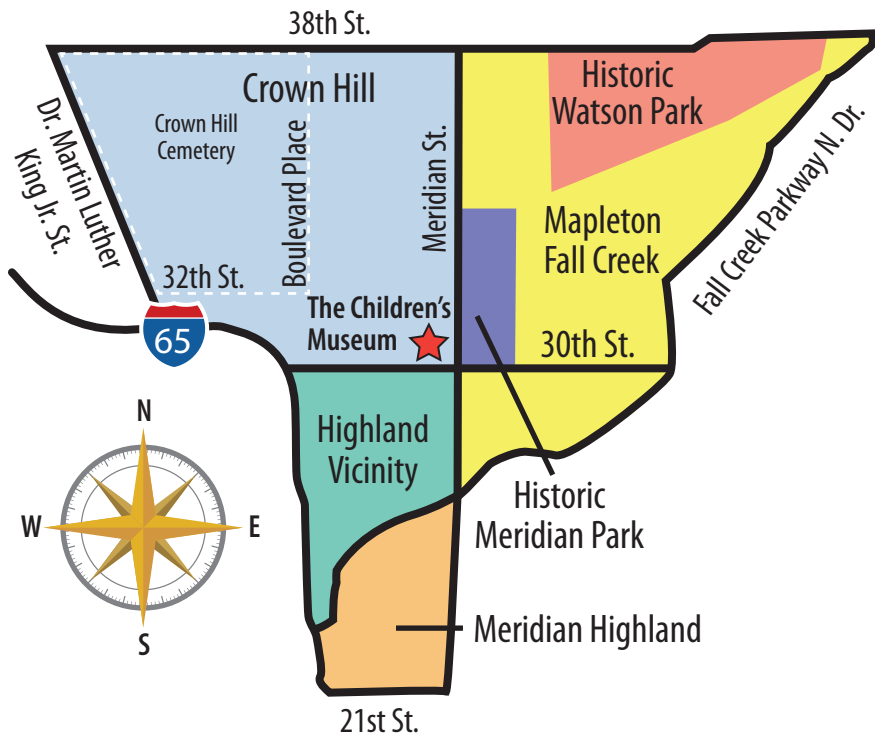 38th St.
Historic
Watson Park
Crown Hill
Crown Hill
Cemetery
Dr. Martin Luther
King Jr. St.
Boulevard Place
Meridian St.
Mapleton
Fall Creek
Fall Creek Parkway N. Dr.
32th St.
The Children's
Museum
65
30th St.
Highland
Vicinity
N
W
E
S
Historic
Meridian Park
Meridian Highland
21st St.